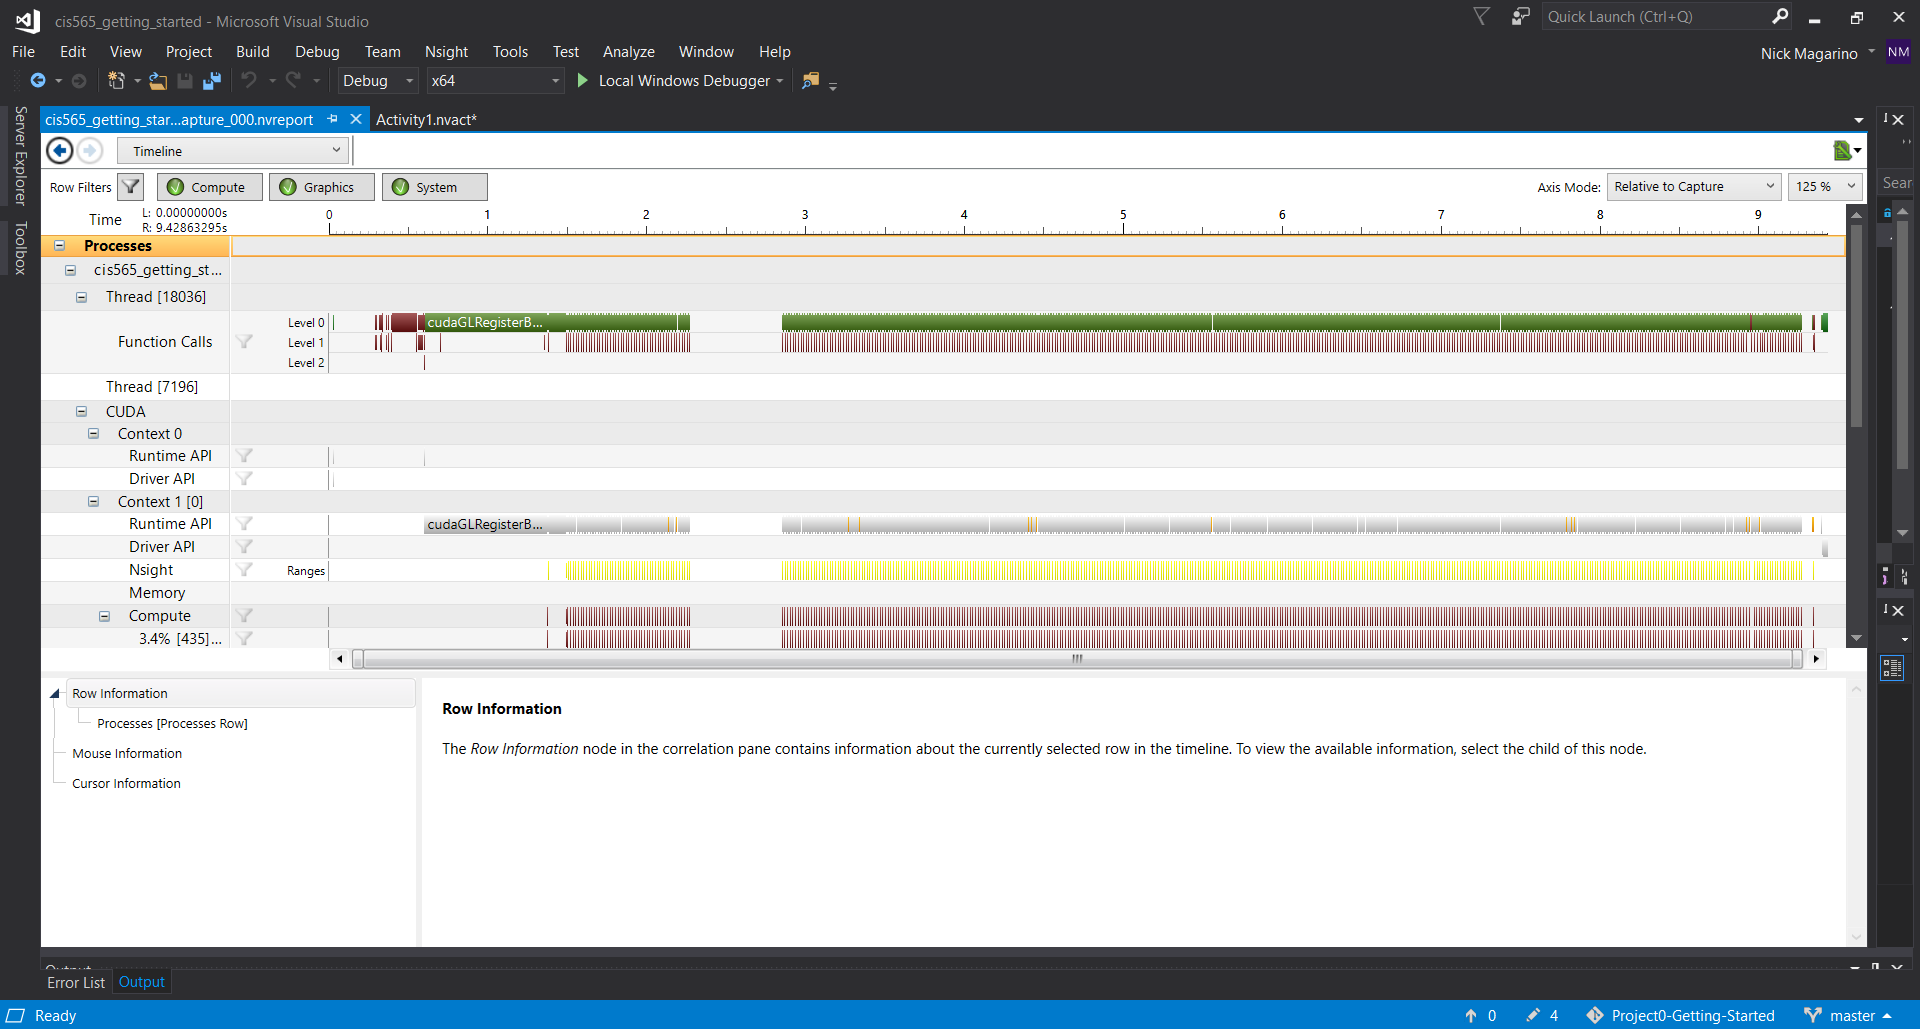 cis565_getting_started - Microsoft Visual Studio
Quick Launch (Ctrl+Q)
File Edit View Project Build Debug Team Nsight Tools Test Analyze Window Help
Nick Magarino NM
Debug x64 Local Windows Debugger
Server Explorer
Toolbox
cis565_getting_star...apture_000.nvreport Activity1.nvact*
Timeline
Row Filters Compute Graphics System Axis Mode: Relative to Capture 125 %
Sear
Time L: 0.00000000s
R: 9.42863295s
0 1 2 3 4 5 6 7 8 9
Processes
cis565_getting_st...
Thread [18036]
Function Calls
Level 0 cudaGLRegisterB...
Level 1
Level 2
Thread [7196]
CUDA
Context 0
Runtime API
Driver API
Context 1 [0]
Runtime API cudaGLRegisterB...
Driver API
Nsight Ranges
Memory
Compute
3.4% [435]...
Row Information
Processes [Processes Row]
Mouse Information
Cursor Information
Row Information
The Row Information node in the correlation pane contains information about the currently selected row in the timeline. To view the available information, select the child of this node.
Output
Error List Output
Ready 0 4 Project0-Getting-Started master